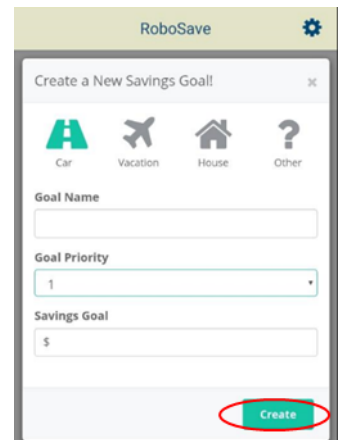 RoboSave
Create a New Savings Goal! ×
Car Vacation House ? Other
Goal Name
Goal Priority
1
Savings Goal
$
Create